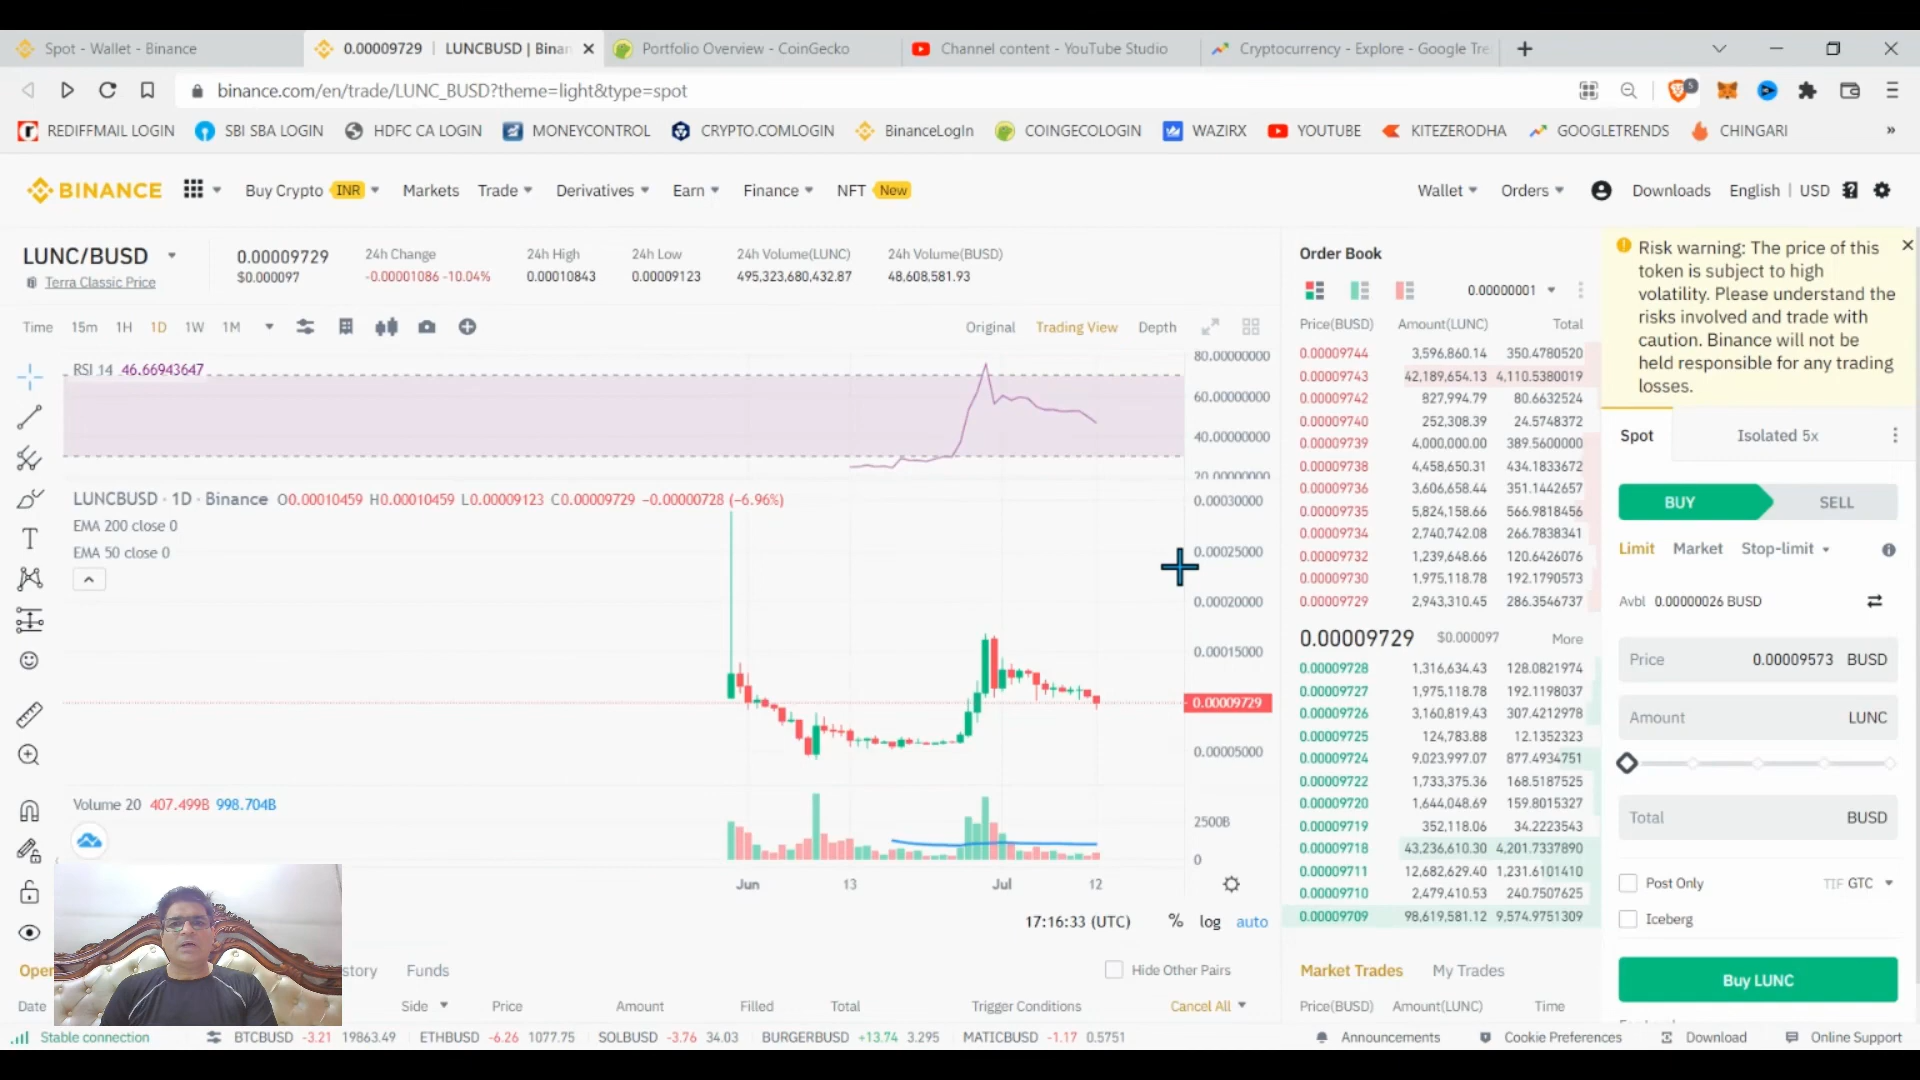 Spot - Wallet - Binance
0.00009729 | LUNCBUSD | Binan
Portfolio Overview - CoinGecko
Channel content - YouTube Studio
Cryptocurrency - Explore - Google Tre
binance.com/en/trade/LUNC_BUSD?theme=light&type=spot
5
REDIFFMAIL LOGIN SBI SBA LOGIN HDFC CA LOGIN MONEYCONTROL CRYPTO.COMLOGIN BinanceLogIn COINGECOLOGIN WAZIRX YOUTUBE KITEZERODHA GOOGLETRENDS CHINGARI »
BINANCE Buy Crypto INR Markets Trade Derivatives Earn Finance NFT New Wallet Orders Downloads English | USD
LUNC/BUSD
Terra Classic Price
0.00009729
$0.000097
24h Change
-0.00001086 -10.04%
24h High
0.00010843
24h Low
0.00009123
24h Volume(LUNC)
495,323,680,432.87
24h Volume(BUSD)
48,608,581.93
Time 15m 1H 1D 1W 1M Original Trading View Depth
RSI 14 46.66943647
80.00000000
60.00000000
40.00000000
20.00000000
LUNCBUSD · 1D · Binance O0.00010459 H0.00010459 L0.00009123 C0.00009729 −0.00000728 (−6.96%)
EMA 200 close 0
EMA 50 close 0
0.00030000
0.00025000
0.00020000
0.00015000
0.00009729
0.00005000
Volume 20 407.499B 998.704B
2500B
0
Jun 13 Jul 12
17:16:33 (UTC) % log auto
Order Book
0.00000001
Price(BUSD) Amount(LUNC) Total
0.00009744 3,596,860.14 350.4780520
0.00009743 42,189,654.13 4,110.5380019
0.00009742 827,994.79 80.6632524
0.00009740 252,308.39 24.5748372
0.00009739 4,000,000.00 389.5600000
0.00009738 4,458,650.31 434.1833672
0.00009736 3,606,658.44 351.1442657
0.00009735 5,824,158.66 566.9818456
0.00009734 2,740,742.08 266.7838341
0.00009732 1,239,648.66 120.6426076
0.00009730 1,975,118.78 192.1790573
0.00009729 2,943,310.45 286.3546737
0.00009729 $0.000097 More
0.00009728 1,316,634.43 128.0821974
0.00009727 1,975,118.78 192.1198037
0.00009726 3,160,819.43 307.4212978
0.00009725 124,783.88 12.1352323
0.00009724 9,023,997.07 877.4934751
0.00009722 1,733,375.36 168.5187525
0.00009720 1,644,048.69 159.8015327
0.00009719 352,118.06 34.2223543
0.00009718 43,236,610.30 4,201.7337890
0.00009711 12,682,629.40 1,231.6101410
0.00009710 2,479,410.53 240.7507625
0.00009709 98,619,581.12 9,574.9751309
Market Trades My Trades
Price(BUSD) Amount(LUNC) Time
Risk warning: The price of this
token is subject to high
volatility. Please understand the
risks involved and trade with
caution. Binance will not be
held responsible for any trading
losses.
Spot Isolated 5x
BUY SELL
Limit Market Stop-limit
Avbl 0.00000026 BUSD
Price 0.00009573 BUSD
Amount LUNC
Total BUSD
Post Only TIF GTC
Iceberg
Buy LUNC
Open story Funds Hide Other Pairs
Date Side Price Amount Filled Total Trigger Conditions Cancel All
Stable connection BTCBUSD -3.21 19863.49 ETHBUSD -6.26 1077.75 SOLBUSD -3.76 34.03 BURGERBUSD +13.74 3.295 MATICBUSD -1.17 0.5751 Announcements Cookie Preferences Download Online Support